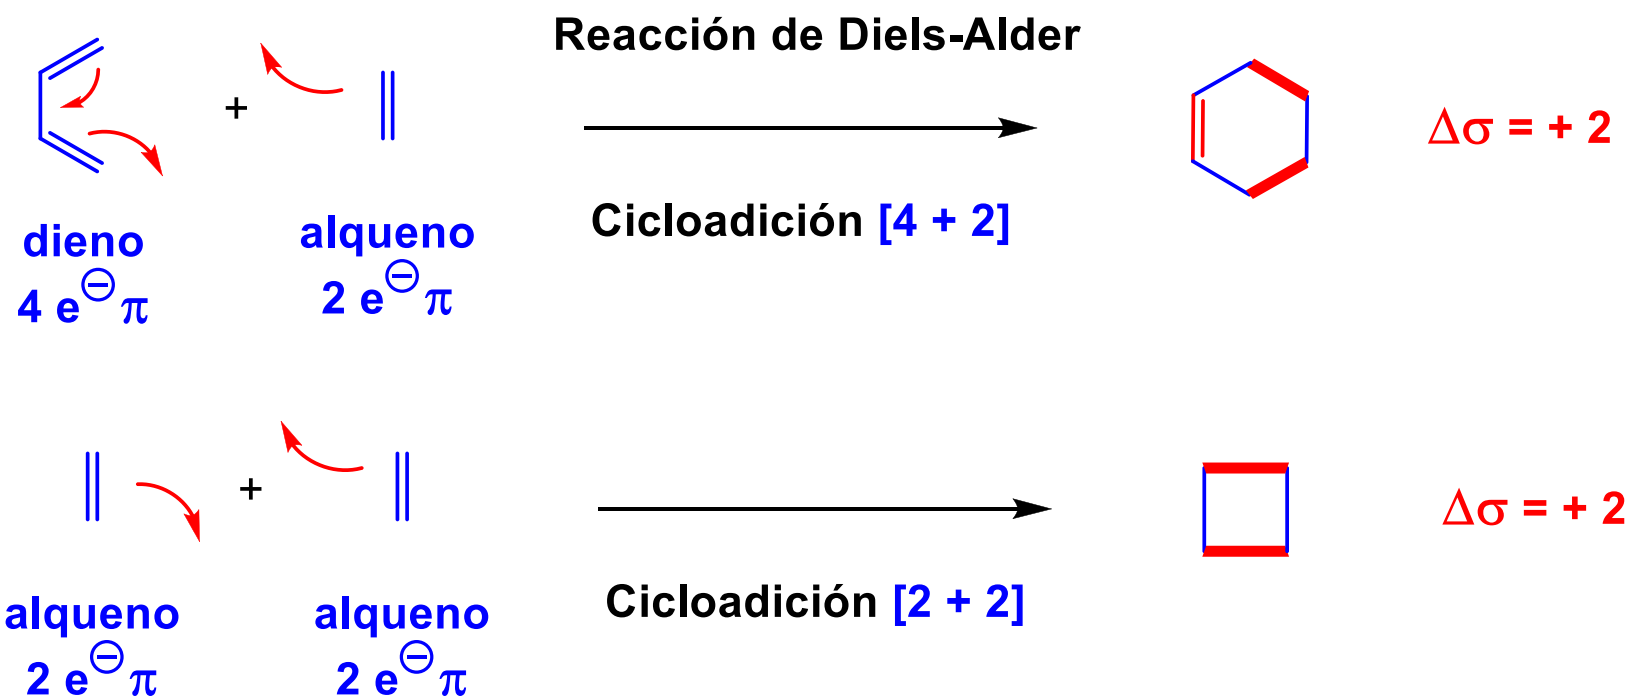 Reacción de Diels-Alder
+
Δσ = + 2
Cicloadición [4 + 2]
dieno
alqueno
4 e⊖π
2 e⊖π
+
Δσ = + 2
Cicloadición [2 + 2]
alqueno
alqueno
2 e⊖π
2 e⊖π